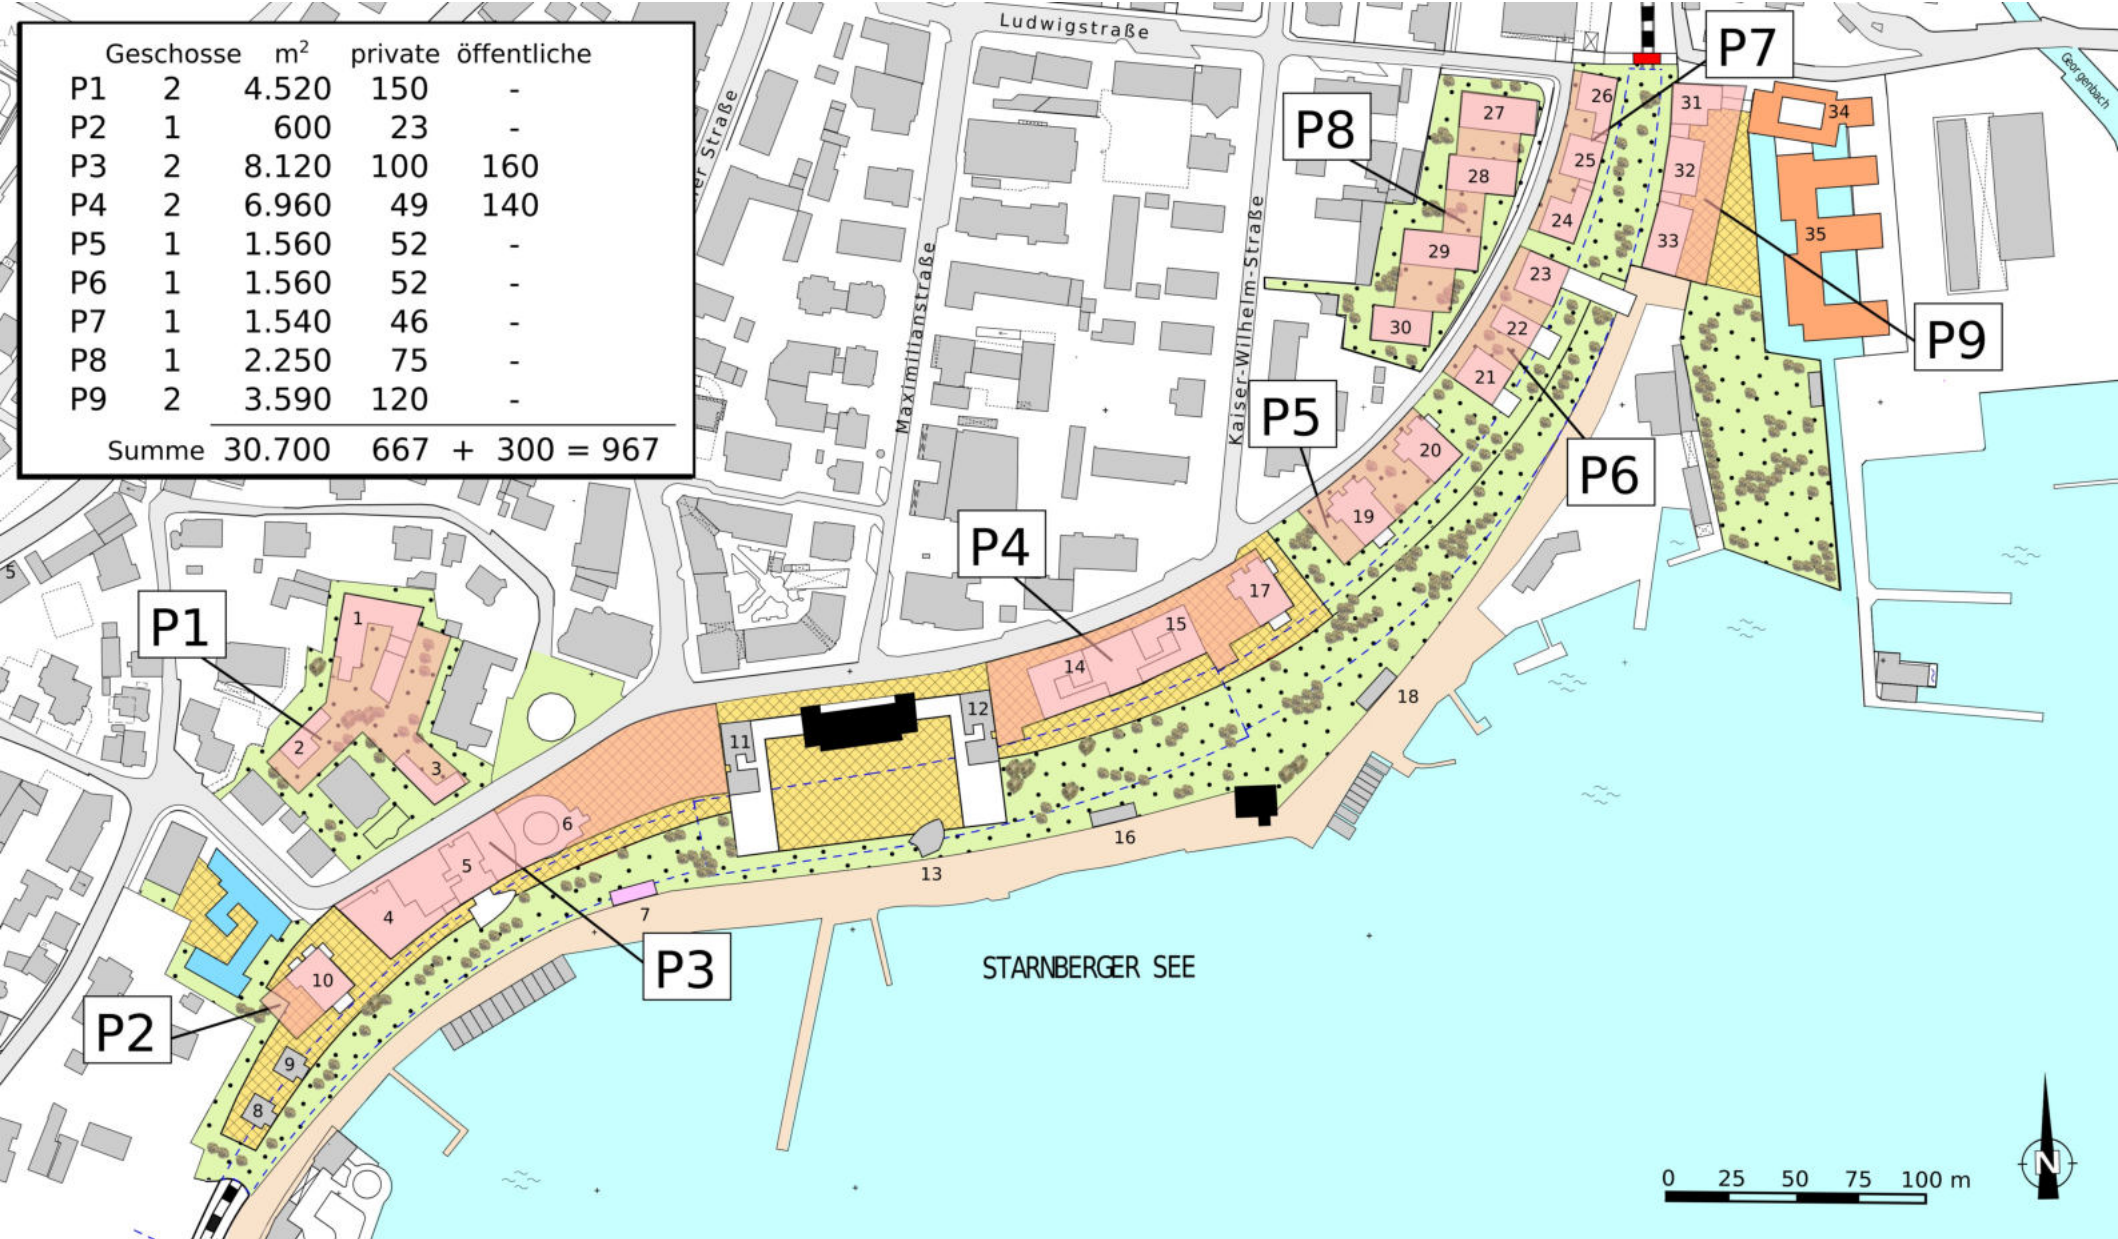 Geschosse m² private öffentliche
P1 2 4.520 150 -
P2 1 600 23 -
P3 2 8.120 100 160
P4 2 6.960 49 140
P5 1 1.560 52 -
P6 1 1.560 52 -
P7 1 1.540 46 -
P8 1 2.250 75 -
P9 2 3.590 120 -
Summe 30.700 667 + 300 = 967
Ludwigstraße
er Straße
Maximilianstraße
Kaiser-Wilhelm-Straße
Georgenbach
P7
P8
P9
P5
P6
P4
P1
P3
P2
26
31
34
27
25
32
28
24
33
35
29
23
30
22
21
20
19
17
15
14
18
12
11
16
13
5
1
2
3
6
5
4
7
10
9
8
STARNBERGER SEE
N
0 25 50 75 100 m